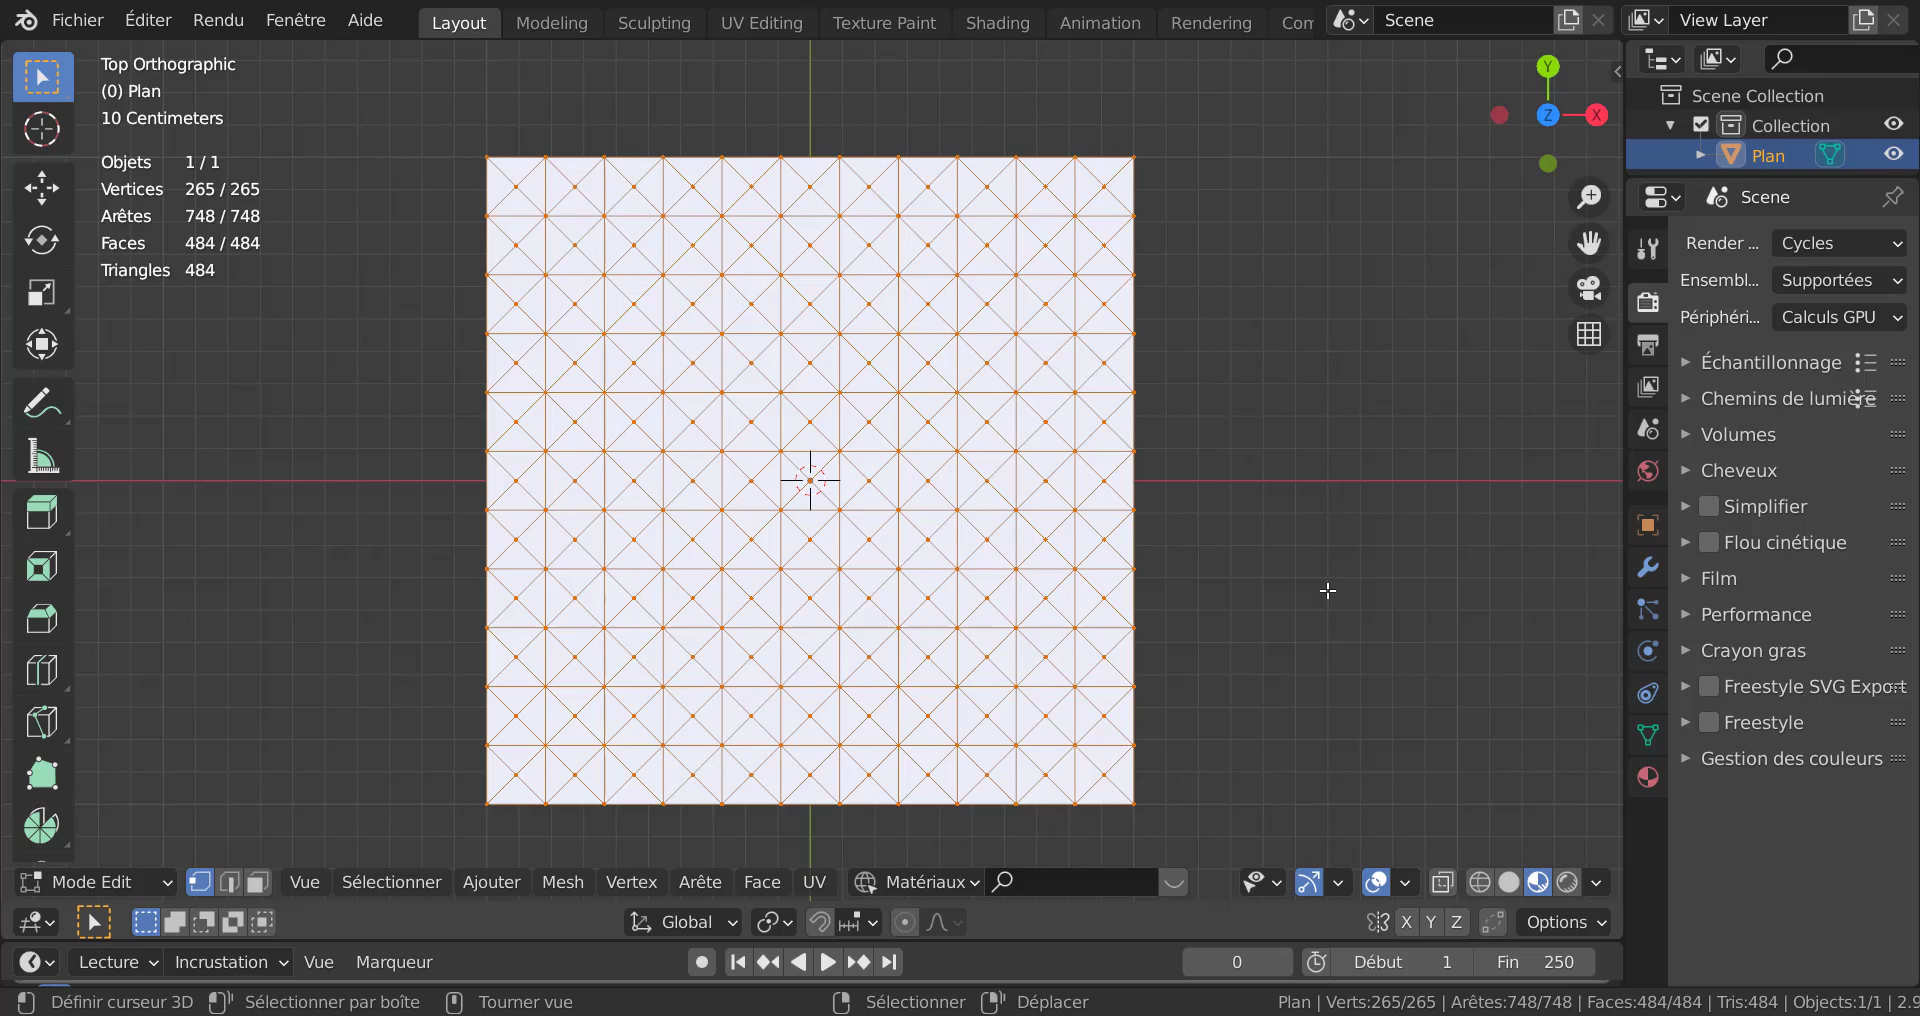 Fichier Éditer Rendu Fenêtre Aide Layout Modeling Sculpting UV Editing Texture Paint Shading Animation Rendering Com Scene View Layer
Top Orthographic
(0) Plan
10 Centimeters
Objets 1 / 1
Vertices 265 / 265
Arêtes 748 / 748
Faces 484 / 484
Triangles 484
Y
Z
X
Scene Collection
Collection
Plan
Scene
Render ... Cycles
Ensembl... Supportées
Périphéri... Calculs GPU
Échantillonnage
Chemins de lumière
Volumes
Cheveux
Simplifier
Flou cinétique
Film
Performance
Crayon gras
Freestyle SVG Export
Freestyle
Gestion des couleurs
Mode Edit Vue Sélectionner Ajouter Mesh Vertex Arête Face UV Matériaux
Global X Y Z Options
Lecture Incrustation Vue Marqueur 0 Début 1 Fin 250
Définir curseur 3D Sélectionner par boîte Tourner vue Sélectionner Déplacer Plan | Verts:265/265 | Arêtes:748/748 | Faces:484/484 | Tris:484 | Objects:1/1 | 2.9